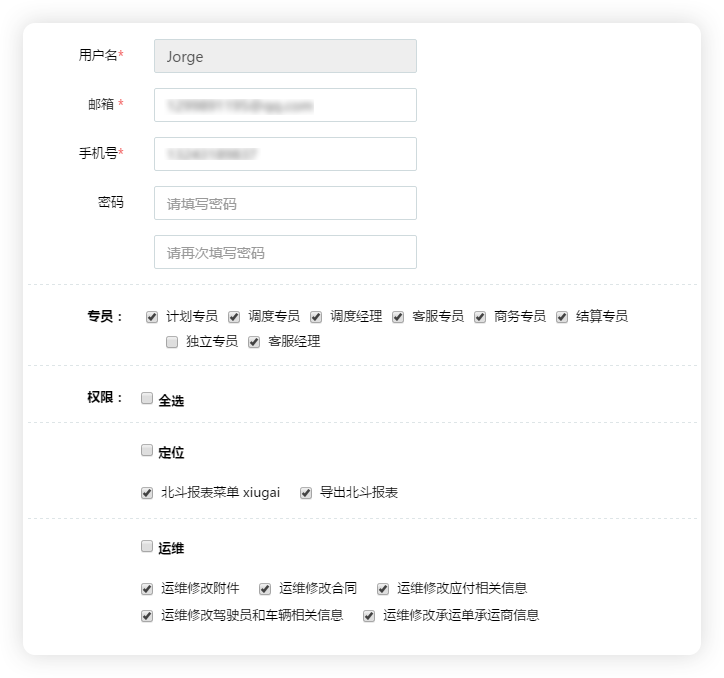 用户名* Jorge
邮箱 *
手机号*
密码 请填写密码
请再次填写密码
专员： 计划专员 调度专员 调度经理 客服专员 商务专员 结算专员
独立专员 客服经理
权限： 全选
定位
北斗报表菜单 xiugai 导出北斗报表
运维
运维修改附件 运维修改合同 运维修改应付相关信息
运维修改驾驶员和车辆相关信息 运维修改承运单承运商信息